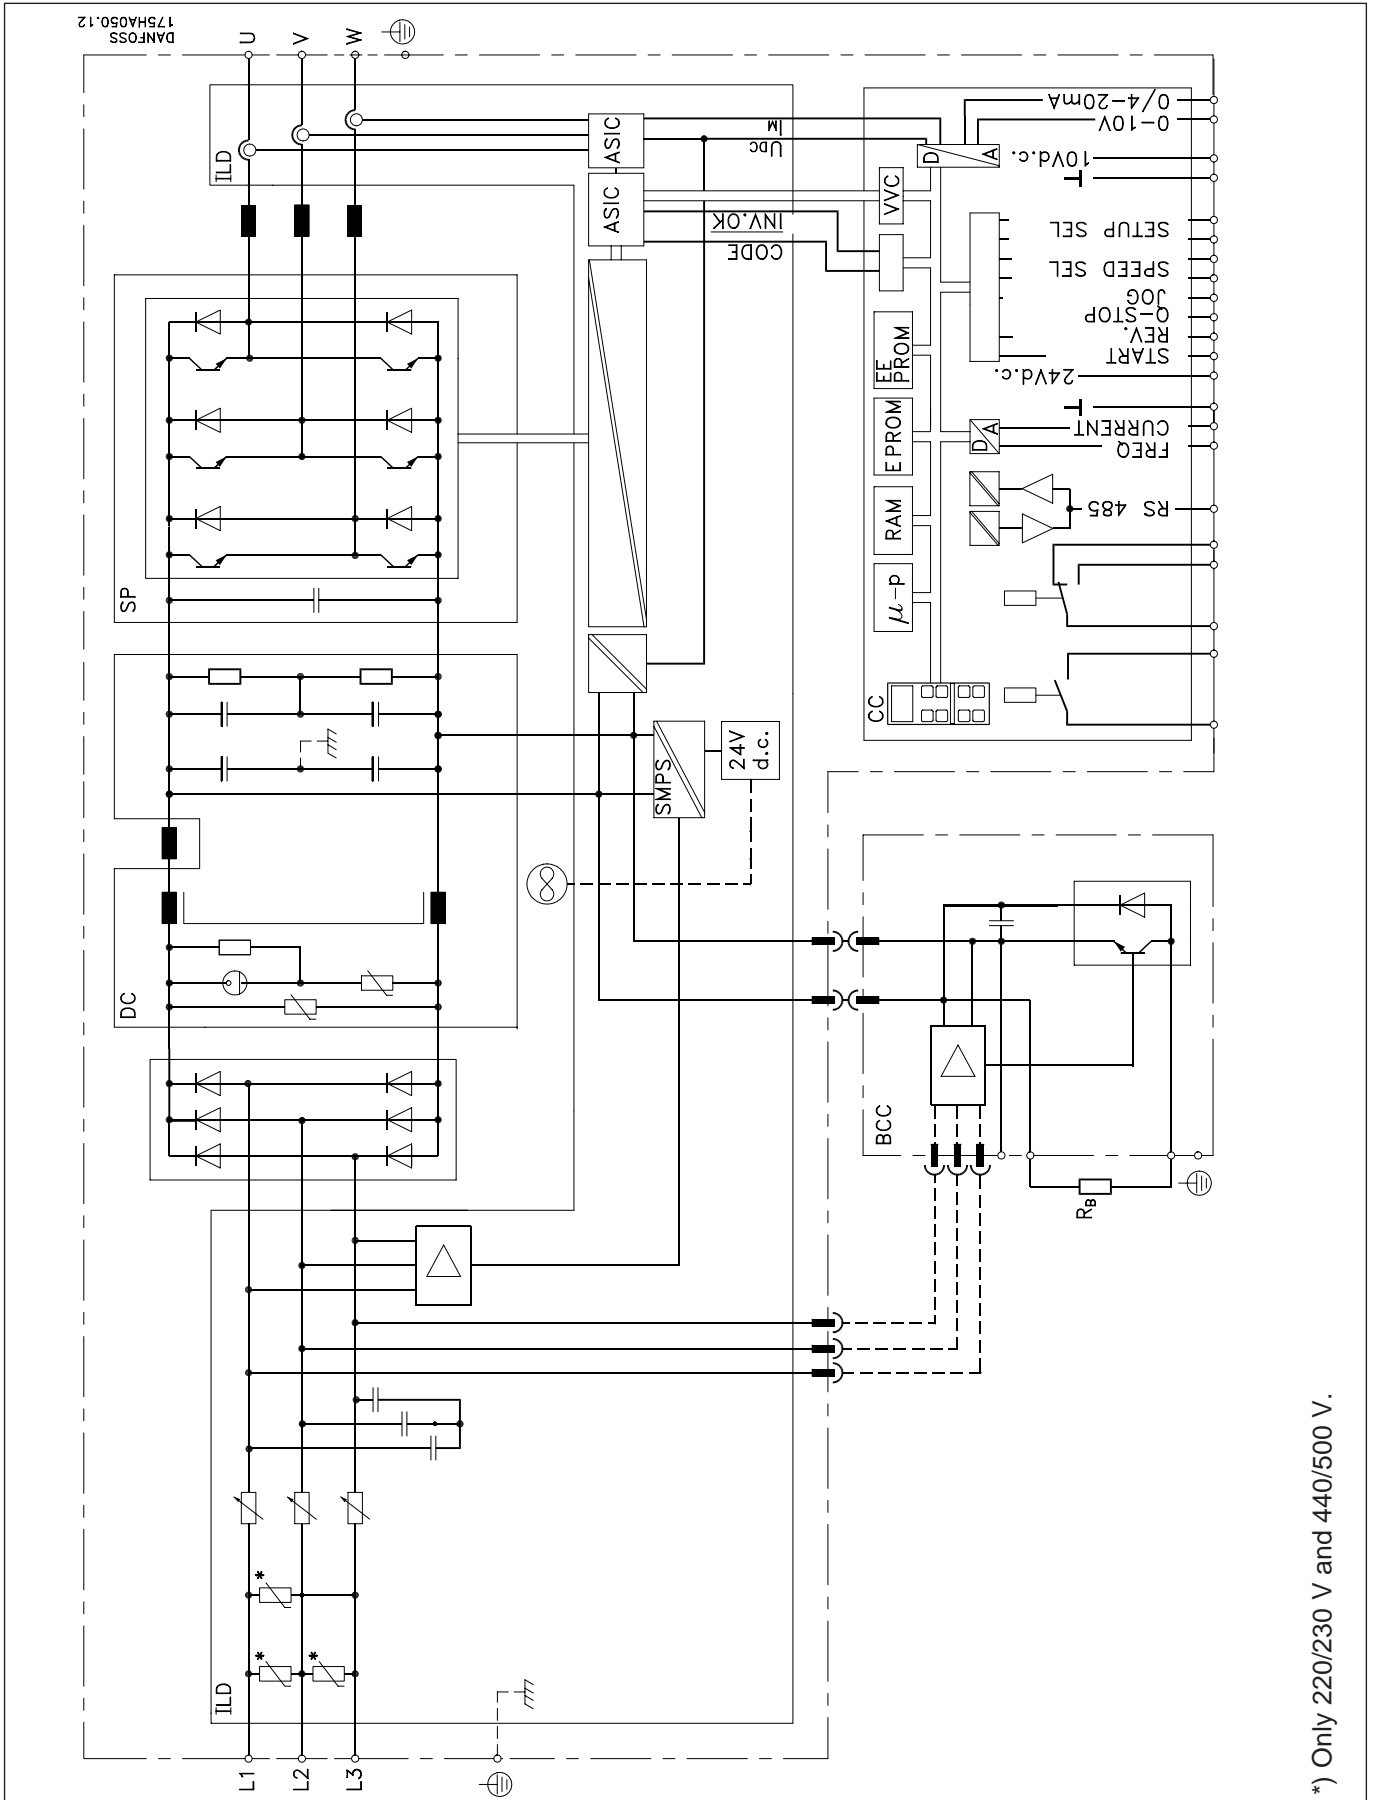 DANFOSS
175HA050.12
U
V
W
ILD
ASIC
ASIC
IM
UDC
INV.OK
CODE
D
A
VVC
0/4-20mA
0-10V
10Vd.c.
SETUP SEL
SPEED SEL
JOG
Q-STOP
REV.
START
24Vd.c.
CURRENT
FREQ
RS 485
EE
PROM
EPROM
RAM
μ-p
D
A
CC
SP
SMPS
24V
d.c.
DC
BCC
RB
ILD
*
*
*
L1
L2
L3
*) Only 220/230 V and 440/500 V.